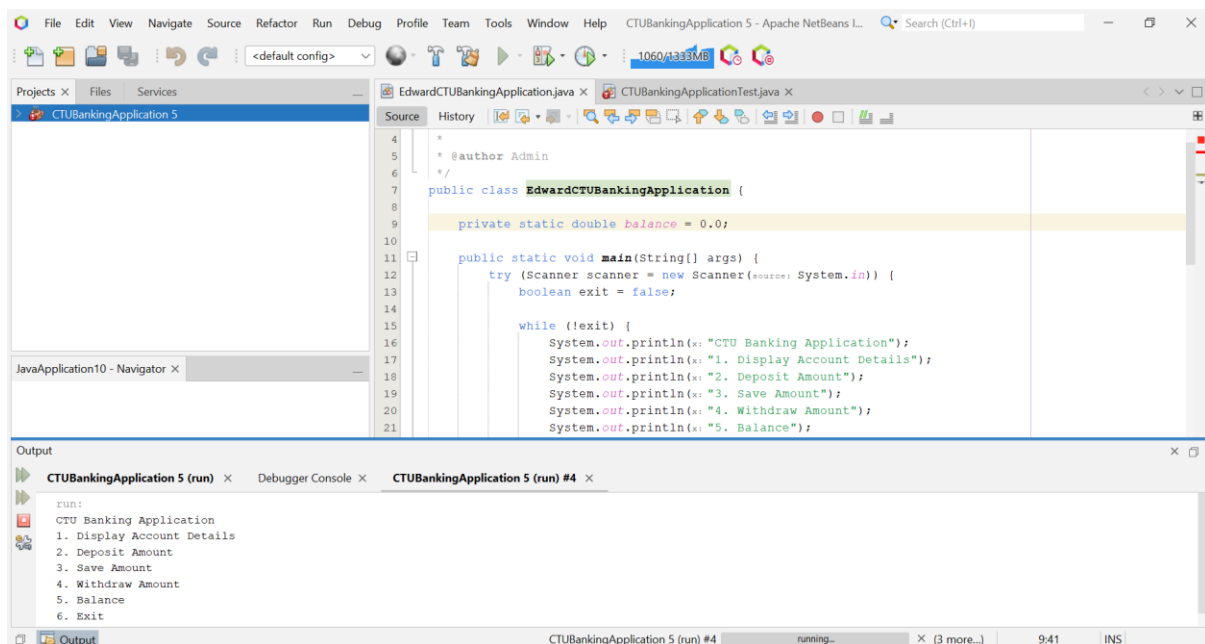 File Edit View Navigate Source Refactor Run Debug Profile Team Tools Window Help CTUBankingApplication 5 - Apache NetBeans I... Search (Ctrl+I)
<default config> 1060/1333MB
Projects Files Services
CTUBankingApplication 5
JavaApplication10 - Navigator
EdwardCTUBankingApplication.java CTUBankingApplicationTest.java
Source History
4 *
5 * @author Admin
6 */
7 public class EdwardCTUBankingApplication {
8
9 private static double balance = 0.0;
10
11 public static void main(String[] args) {
12 try (Scanner scanner = new Scanner(source: System.in)) {
13 boolean exit = false;
14
15 while (!exit) {
16 System.out.println(x: "CTU Banking Application");
17 System.out.println(x: "1. Display Account Details");
18 System.out.println(x: "2. Deposit Amount");
19 System.out.println(x: "3. Save Amount");
20 System.out.println(x: "4. Withdraw Amount");
21 System.out.println(x: "5. Balance");
Output
CTUBankingApplication 5 (run) Debugger Console CTUBankingApplication 5 (run) #4
run:
CTU Banking Application
1. Display Account Details
2. Deposit Amount
3. Save Amount
4. Withdraw Amount
5. Balance
6. Exit
Output CTUBankingApplication 5 (run) #4 running... (3 more...) 9:41 INS